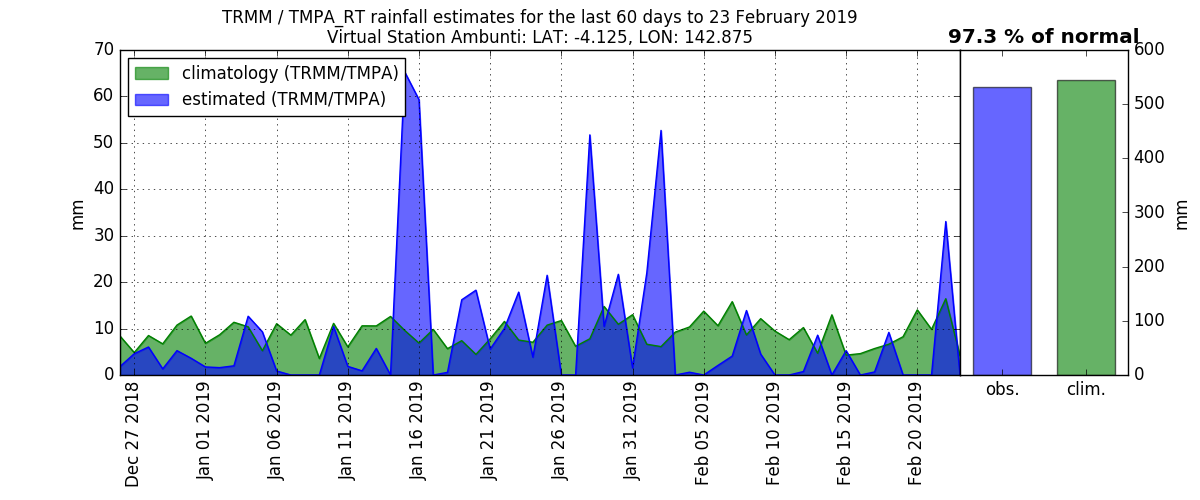 TRMM / TMPA_RT rainfall estimates for the last 60 days to 23 February 2019
Virtual Station Ambunti: LAT: -4.125, LON: 142.875
97.3 % of normal
climatology (TRMM/TMPA)
estimated (TRMM/TMPA)
70
60
50
40
30
20
10
0
mm
600
500
400
300
200
100
0
mm
obs.
clim.
Dec 27 2018
Jan 01 2019
Jan 06 2019
Jan 11 2019
Jan 16 2019
Jan 21 2019
Jan 26 2019
Jan 31 2019
Feb 05 2019
Feb 10 2019
Feb 15 2019
Feb 20 2019